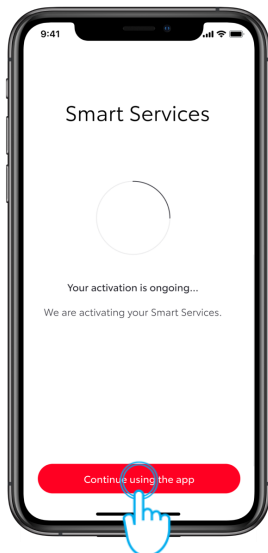 9:41
Smart Services
Your activation is ongoing...
We are activating your Smart Services.
Continue using the app